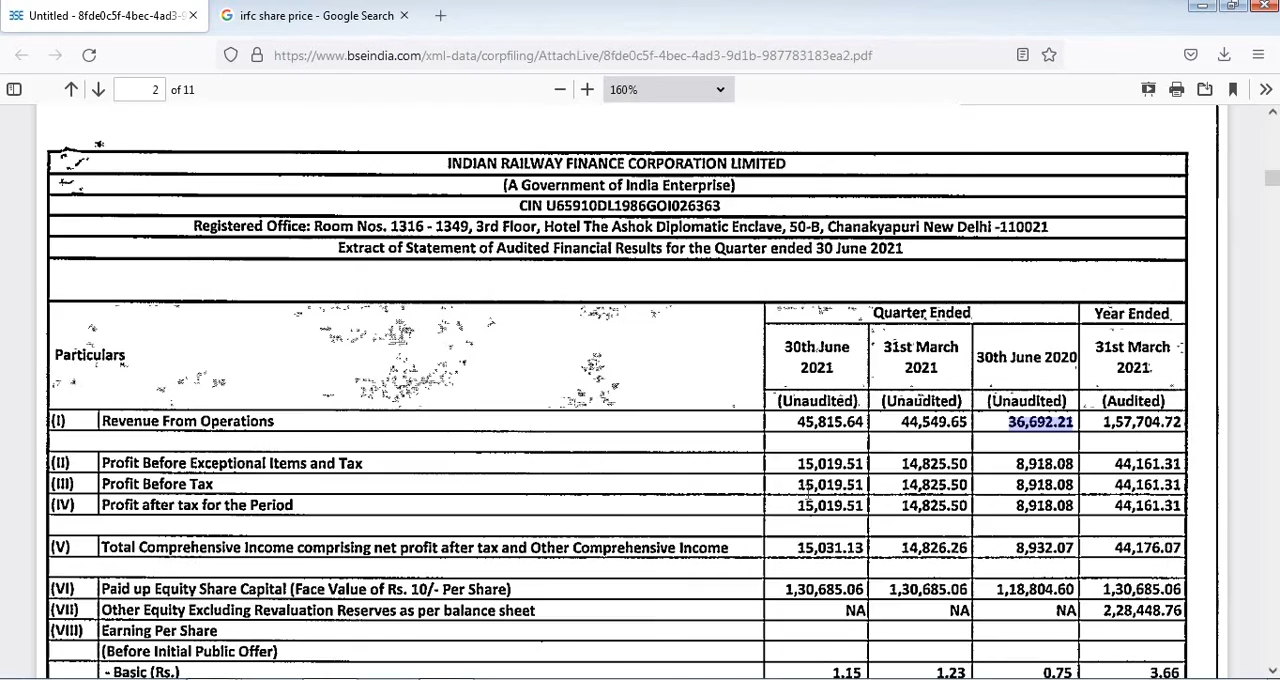 Untitled - 8fde0c5f-4bec-4ad3-9
irfc share price - Google Search
https://www.bseindia.com/xml-data/corpfiling/AttachLive/8fde0c5f-4bec-4ad3-9d1b-987783183ea2.pdf
2 of 11
160%
INDIAN RAILWAY FINANCE CORPORATION LIMITED
(A Government of India Enterprise)
CIN U65910DL1986GOI026363
Registered Office: Room Nos. 1316 - 1349, 3rd Floor, Hotel The Ashok Diplomatic Enclave, 50-B, Chanakyapuri New Delhi -110021
Extract of Statement of Audited Financial Results for the Quarter ended 30 June 2021
Quarter Ended Year Ended
Particulars 30th June 2021 31st March 2021 30th June 2020 31st March 2021
(Unaudited) (Unaudited) (Unaudited) (Audited)
(I) Revenue From Operations 45,815.64 44,549.65 36,692.21 1,57,704.72
(II) Profit Before Exceptional Items and Tax 15,019.51 14,825.50 8,918.08 44,161.31
(III) Profit Before Tax 15,019.51 14,825.50 8,918.08 44,161.31
(IV) Profit after tax for the Period 15,019.51 14,825.50 8,918.08 44,161.31
(V) Total Comprehensive Income comprising net profit after tax and Other Comprehensive Income 15,031.13 14,826.26 8,932.07 44,176.07
(VI) Paid up Equity Share Capital (Face Value of Rs. 10/- Per Share) 1,30,685.06 1,30,685.06 1,18,804.60 1,30,685.06
(VII) Other Equity Excluding Revaluation Reserves as per balance sheet NA NA NA 2,28,448.76
(VIII) Earning Per Share
(Before Initial Public Offer)
- Basic (Rs.) 1.15 1.23 0.75 3.66